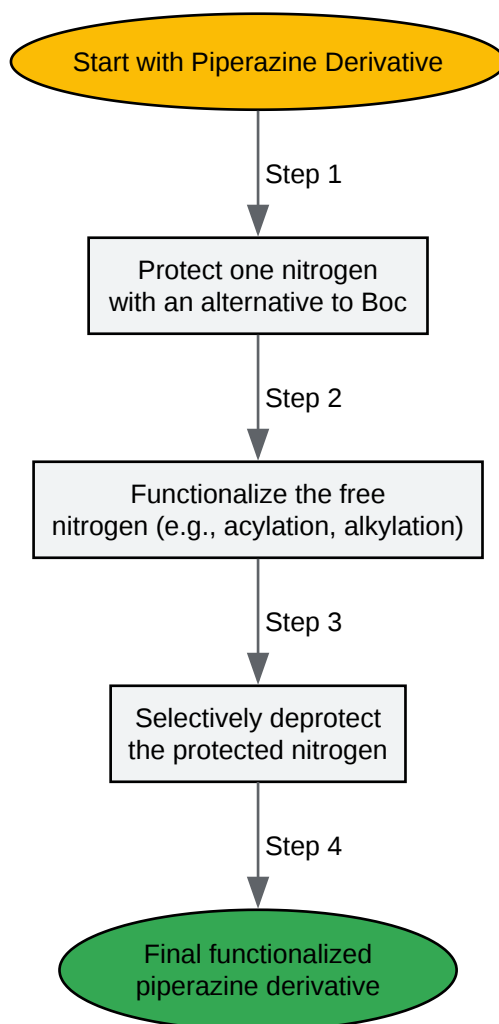 Start with Piperazine Derivative
Step 1
Protect one nitrogen
with an alternative to Boc
Step 2
Functionalize the free
nitrogen (e.g., acylation, alkylation)
Step 3
Selectively deprotect
the protected nitrogen
Step 4
Final functionalized
piperazine derivative